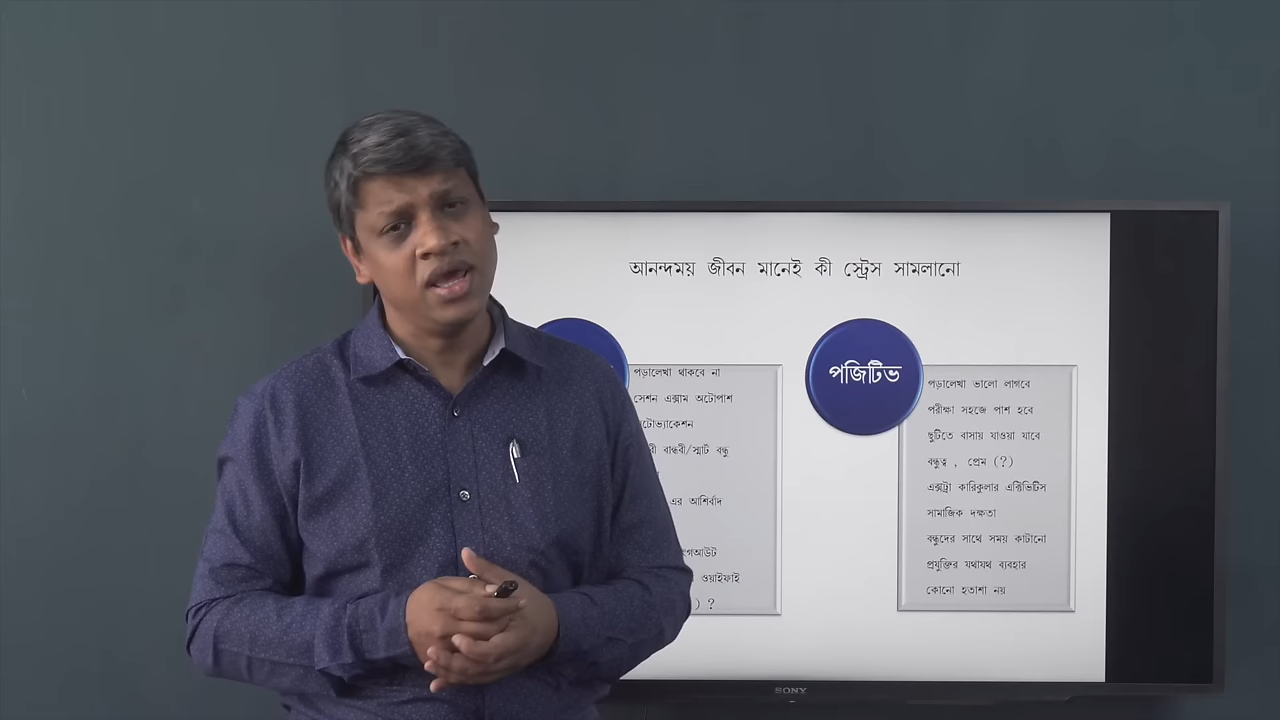 আনন্দময় জীবন মানেই কী স্ট্রেস সামলানো
পড়ালেখা থাকবে না
সেশন এক্সাম অটোপাশ
বান্ধবী/স্মার্ট বন্ধু
এর আশির্বাদ
ওয়াইফাই
) ?
পজিটিভ
পড়ালেখা ভালো লাগবে
পরীক্ষা সহজে পাশ হবে
ছুটিতে বাসায় যাওয়া যাবে
বন্ধুত্ব , প্রেম (?)
এক্সট্রা কারিকুলার এক্টিভিটিস
সামাজিক দক্ষতা
বন্ধুদের সাথে সময় কাটানো
প্রযুক্তির যথাযথ ব্যবহার
কোনো হতাশা নয়
SONY